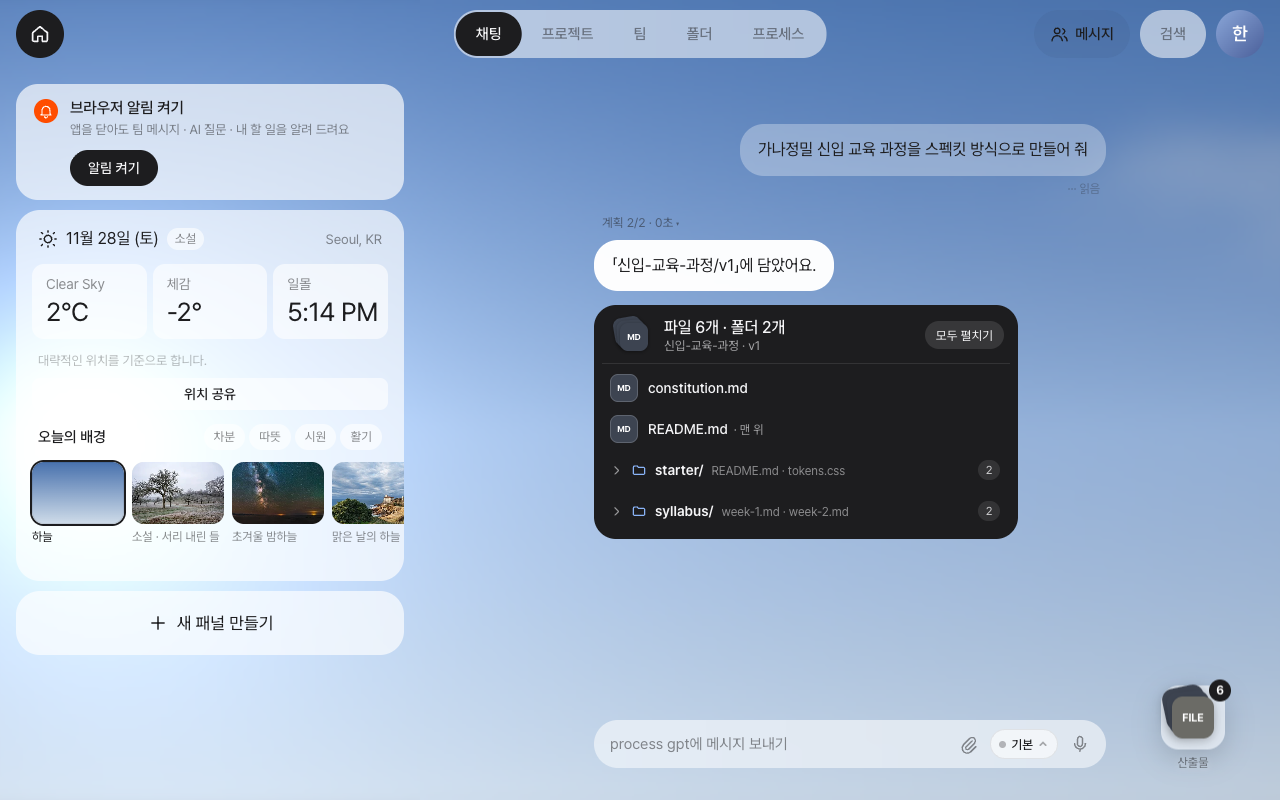 채팅
프로젝트
팀
폴더
프로세스
메시지
검색
한
브라우저 알림 켜기
앱을 닫아도 팀 메시지 · AI 질문 · 내 할 일을 알려 드려요
알림 켜기
11월 28일 (토)
소설
Seoul, KR
Clear Sky
2°C
체감
-2°
일몰
5:14 PM
대략적인 위치를 기준으로 합니다.
위치 공유
오늘의 배경
차분
따뜻
시원
활기
하늘
소설 · 서리 내린 들
초겨울 밤하늘
맑은 날의 하늘
새 패널 만들기
가나정밀 신입 교육 과정을 스펙킷 방식으로 만들어 줘
— 읽음
계획 2/2 · 0초 ·
「신입-교육-과정/v1」에 담았어요.
MD
파일 6개 · 폴더 2개
신입-교육-과정 · v1
모두 펼치기
MD
constitution.md
MD
README.md · 맨 위
starter/ README.md · tokens.css
2
syllabus/ week-1.md · week-2.md
2
process gpt에 메시지 보내기
기본
6
FILE
산출물